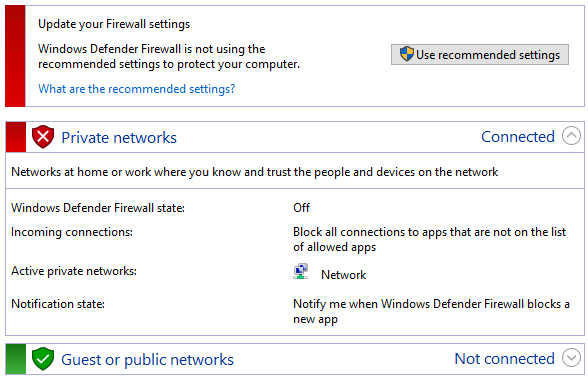 Update your Firewall settings
Windows Defender Firewall is not using the
recommended settings to protect your computer.
Use recommended settings
What are the recommended settings?
Private networks
Connected
Networks at home or work where you know and trust the people and devices on the network
Windows Defender Firewall state:
Off
Incoming connections:
Block all connections to apps that are not on the list
of allowed apps
Active private networks:
Network
Notification state:
Notify me when Windows Defender Firewall blocks a
new app
Guest or public networks
Not connected